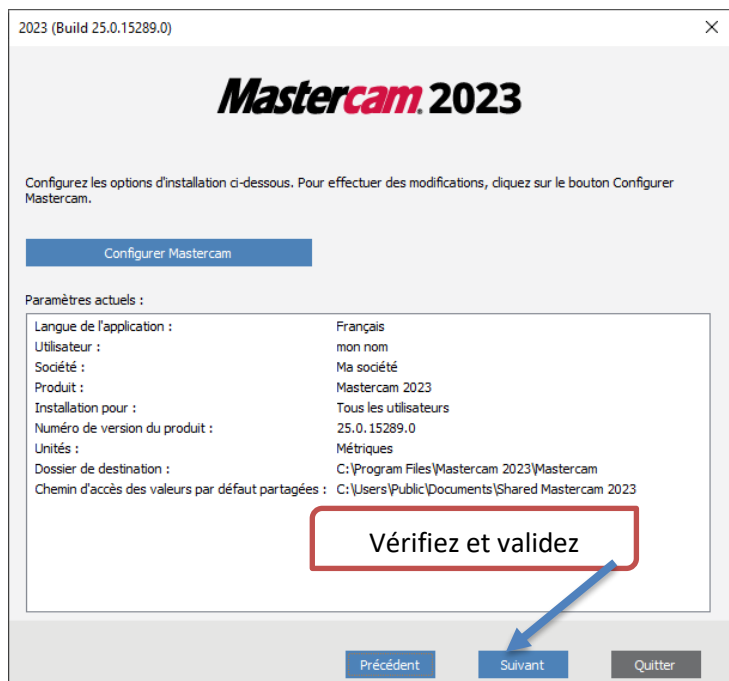 2023 (Build 25.0.15289.0)
Mastercam. 2023
Configurez les options d'installation ci-dessous. Pour effectuer des modifications, cliquez sur le bouton Configurer
Mastercam.
Configurer Mastercam
Paramètres actuels :
Langue de l'application : Français
Utilisateur : mon nom
Société : Ma société
Produit : Mastercam 2023
Installation pour : Tous les utilisateurs
Numéro de version du produit : 25.0.15289.0
Unités : Métriques
Dossier de destination : C:\Program Files\Mastercam 2023\Mastercam
Chemin d'accès des valeurs par défaut partagées : C:\Users\Public\Documents\Shared Mastercam 2023
Vérifiez et validez
Précédent Suivant Quitter